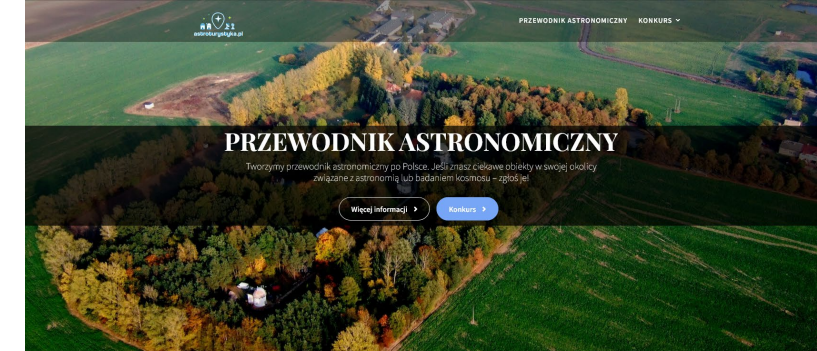 astroturystyka.pl
PRZEWODNIK ASTRONOMICZNY KONKURS
PRZEWODNIK ASTRONOMICZNY
Tworzymy przewodnik astronomiczny po Polsce. Jeśli znasz ciekawe obiekty w swojej okolicy
związane z astronomią lub badaniem kosmosu – zgłoś je!
Więcej informacji Konkurs